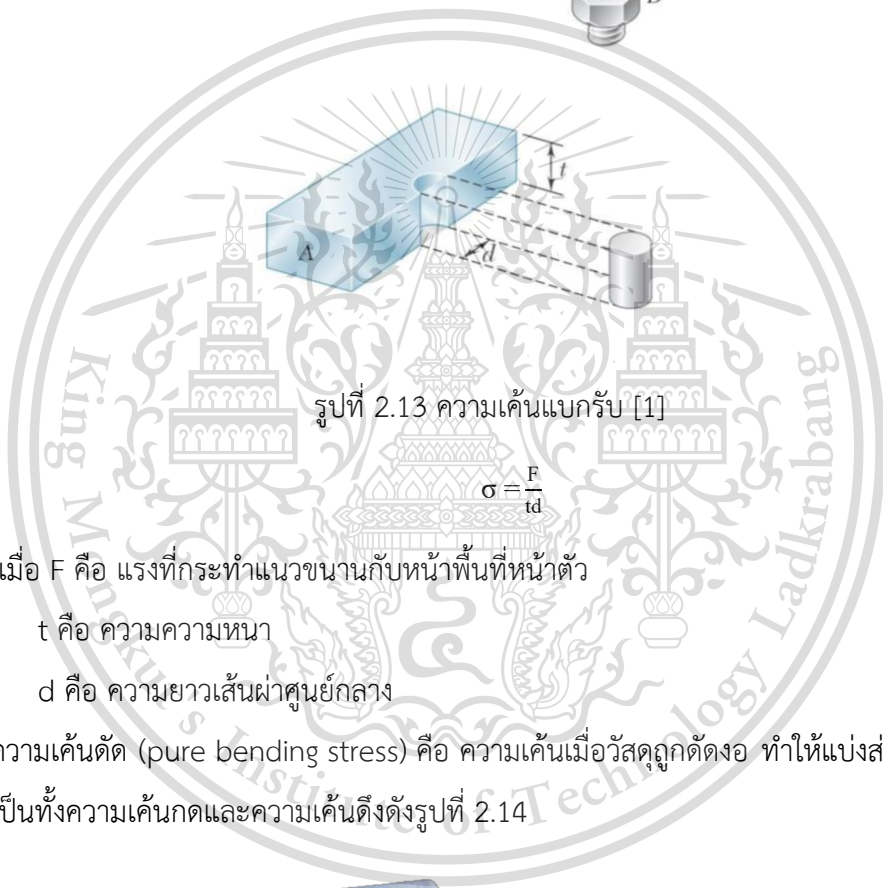 t
A
d
รูปที่ 2.13 ความเค้นแบกรับ [1]
σ = F/td
เมื่อ F คือ แรงที่กระทำแนวขนานกับหน้าพื้นที่หน้าตัว
t คือ ความความหนา
d คือ ความยาวเส้นผ่าศูนย์กลาง
ความเค้นดัด (pure bending stress) คือ ความเค้นเมื่อวัสดุถูกดัดงอ ทำให้แบ่งส่
เป็นทั้งความเค้นกดและความเค้นดึงดังรูปที่ 2.14
King Mongkut's Institute of Technology Ladkrabang